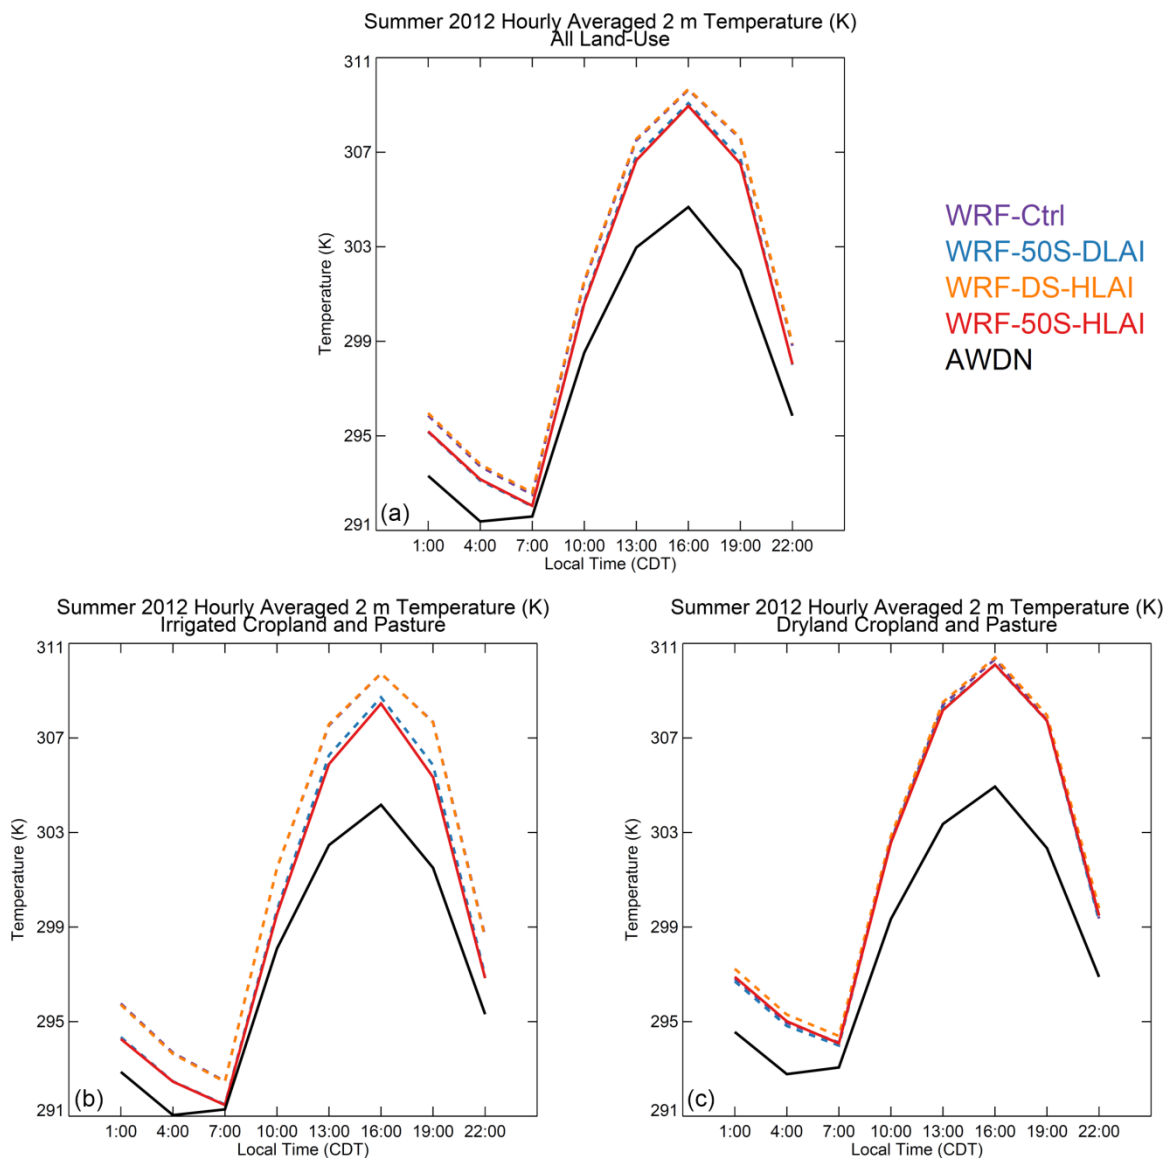 Summer 2012 Hourly Averaged 2 m Temperature (K)
All Land-Use
311
307
303
299
295
291
Temperature (K)
(a)
1:00 4:00 7:00 10:00 13:00 16:00 19:00 22:00
Local Time (CDT)
WRF-Ctrl
WRF-50S-DLAI
WRF-DS-HLAI
WRF-50S-HLAI
AWDN
Summer 2012 Hourly Averaged 2 m Temperature (K)
Irrigated Cropland and Pasture
311
307
303
299
295
291
Temperature (K)
(b)
1:00 4:00 7:00 10:00 13:00 16:00 19:00 22:00
Local Time (CDT)
Summer 2012 Hourly Averaged 2 m Temperature (K)
Dryland Cropland and Pasture
311
307
303
299
295
291
Temperature (K)
(c)
1:00 4:00 7:00 10:00 13:00 16:00 19:00 22:00
Local Time (CDT)